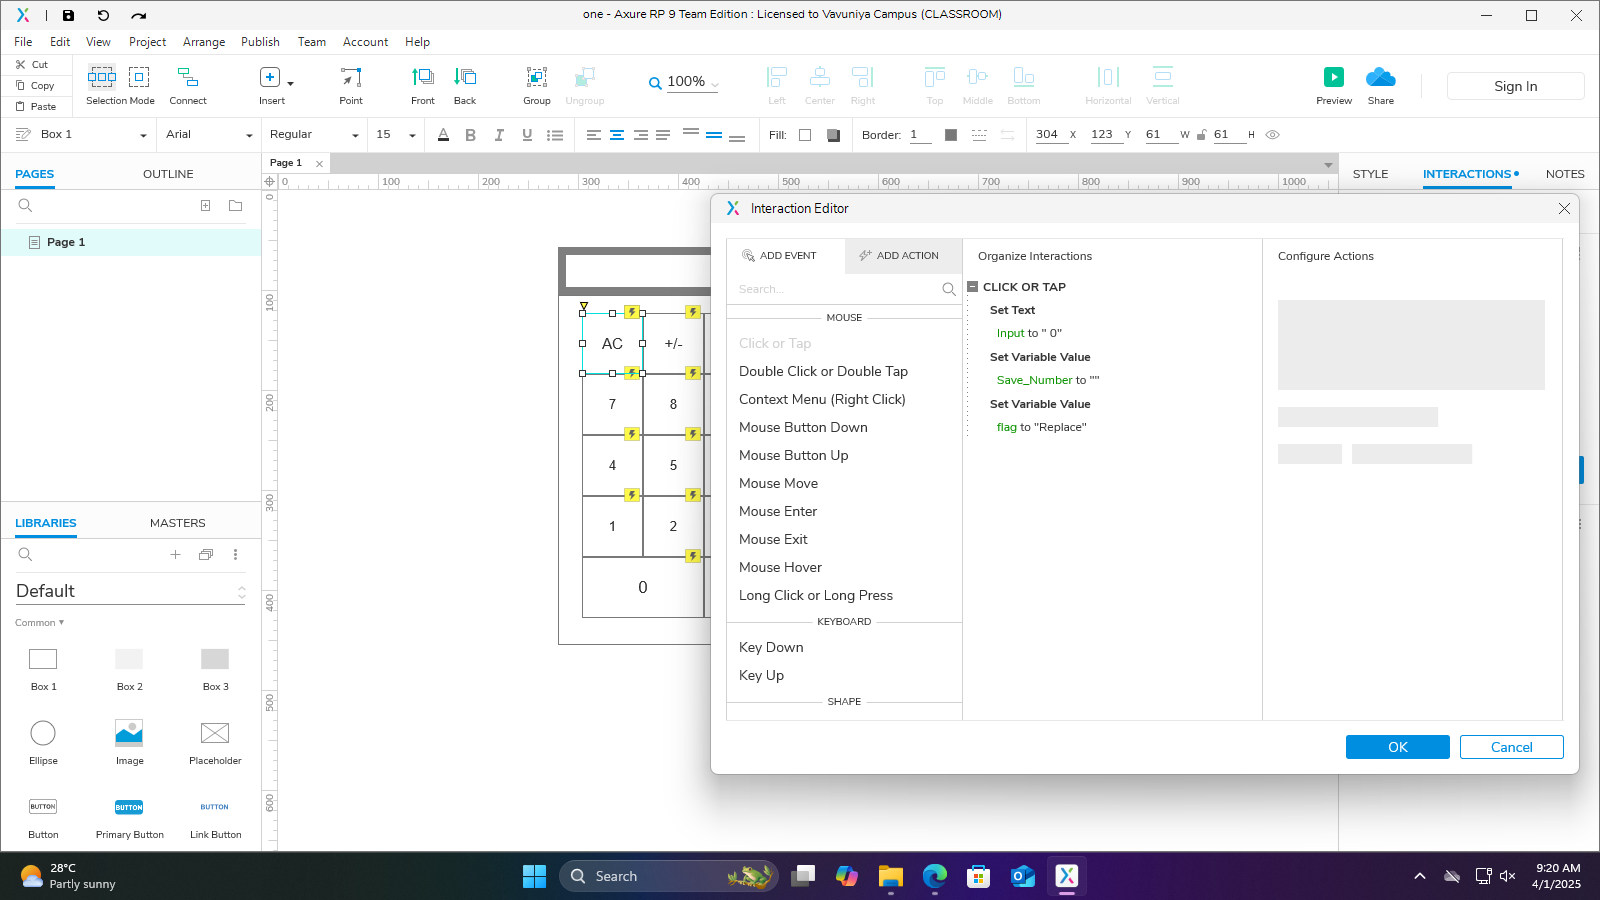 one - Axure RP 9 Team Edition : Licensed to Vavuniya Campus (CLASSROOM)
File Edit View Project Arrange Publish Team Account Help
Cut
Copy
Paste
Selection Mode Connect Insert Point Front Back Group Ungroup 100% Left Center Right Top Middle Bottom Horizontal Vertical Preview Share Sign In
Box 1 Arial Regular 15 Fill: Border: 1 304 X 123 Y 61 W 61 H
PAGES OUTLINE
Page 1
STYLE INTERACTIONS NOTES
0 100 200 300 400 500 600 700 800 900 1000
0
100
200
300
400
500
600
Page 1
LIBRARIES MASTERS
Default
Common
Box 1 Box 2 Box 3
Ellipse Image Placeholder
BUTTON BUTTON BUTTON
Button Primary Button Link Button
AC +/-
7 8
4 5
1 2
0
Interaction Editor
ADD EVENT ADD ACTION
Search...
MOUSE
Click or Tap
Double Click or Double Tap
Context Menu (Right Click)
Mouse Button Down
Mouse Button Up
Mouse Move
Mouse Enter
Mouse Exit
Mouse Hover
Long Click or Long Press
KEYBOARD
Key Down
Key Up
SHAPE
Organize Interactions
CLICK OR TAP
Set Text
Input to " 0"
Set Variable Value
Save_Number to ""
Set Variable Value
flag to "Replace"
Configure Actions
OK Cancel
28°C
Partly sunny
Search
9:20 AM
4/1/2025